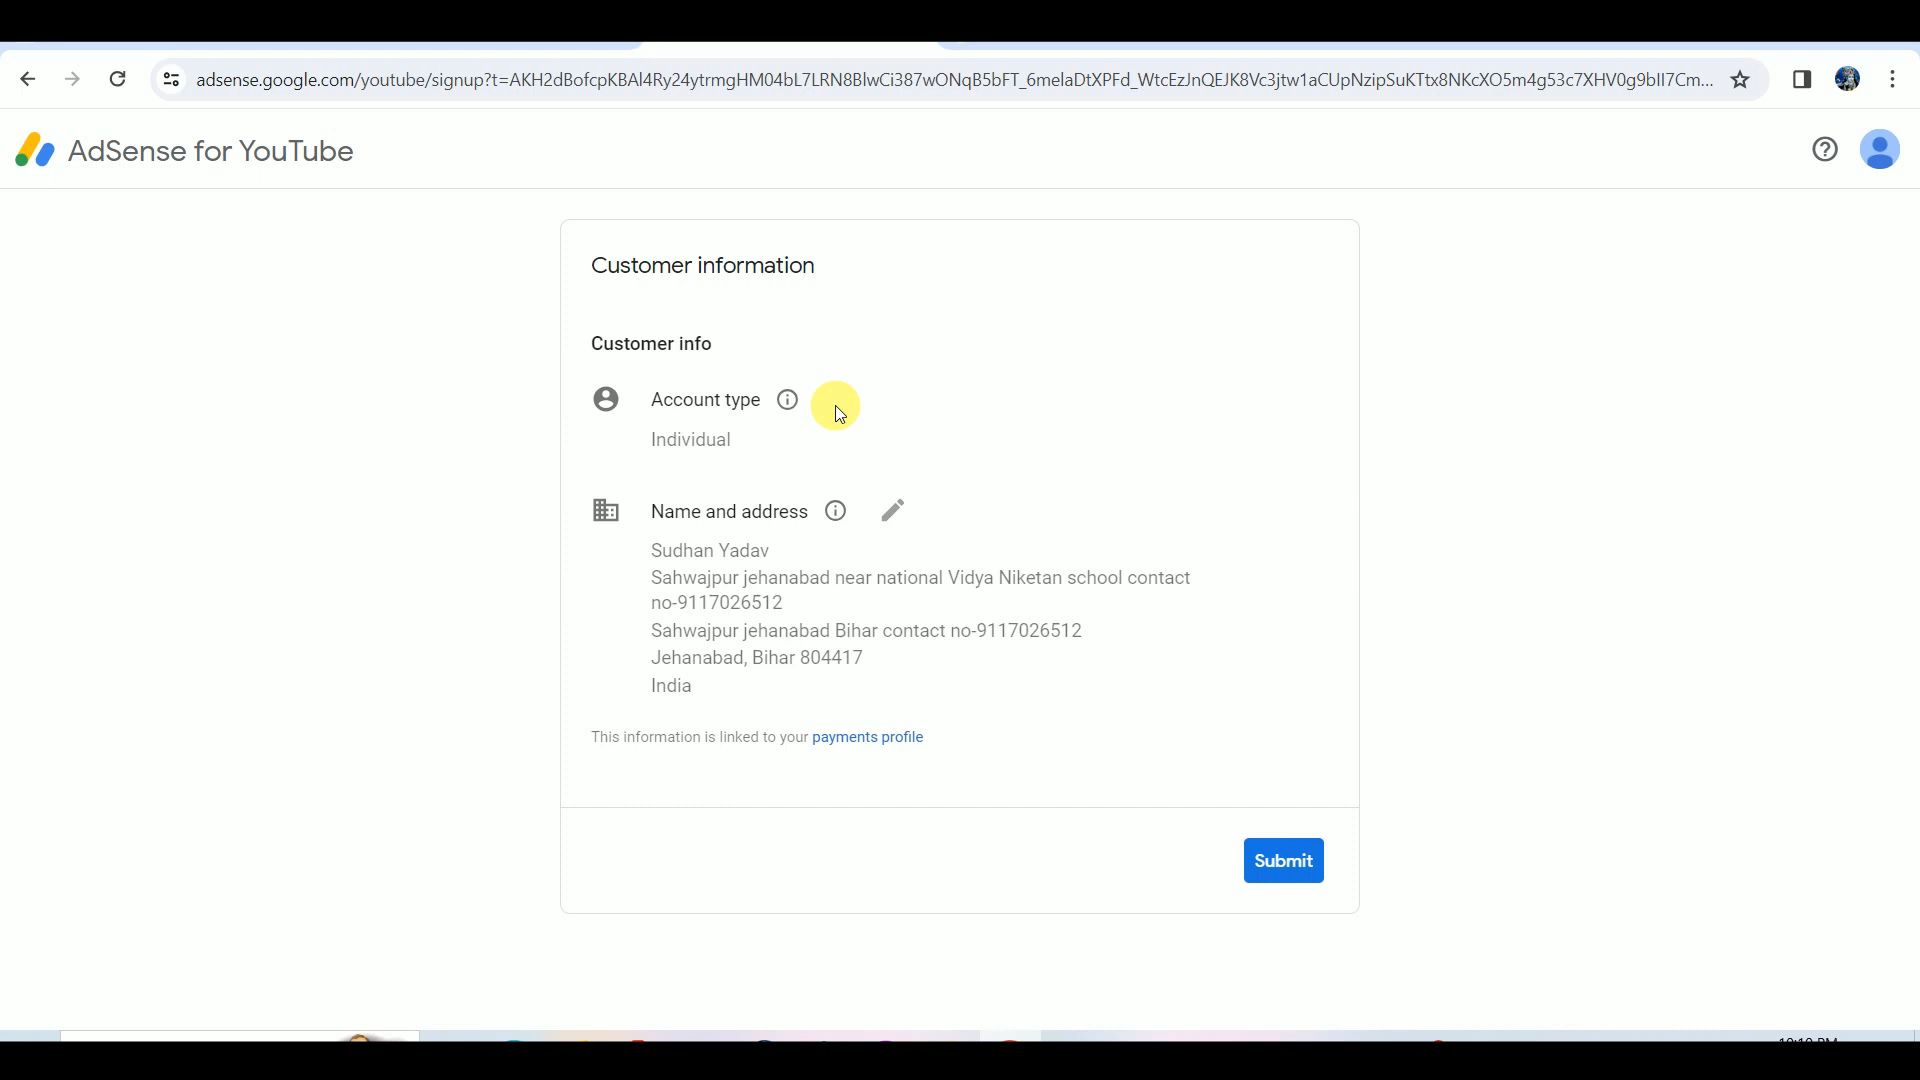 adsense.google.com/youtube/signup?t=AKH2dBofcpKBAl4Ry24ytrmgHM04bL7LRN8BlwCi387wONqB5bFT_6melaDtXPFd_WtcEzJnQEJK8Vc3jtw1aCUpNzipSuKTtx8NKcXO5m4g53c7XHV0g9bII7Cm...
AdSense for YouTube
Customer information
Customer info
Account type
Individual
Name and address
Sudhan Yadav
Sahwajpur jehanabad near national Vidya Niketan school contact
no-9117026512
Sahwajpur jehanabad Bihar contact no-9117026512
Jehanabad, Bihar 804417
India
This information is linked to your payments profile
Submit